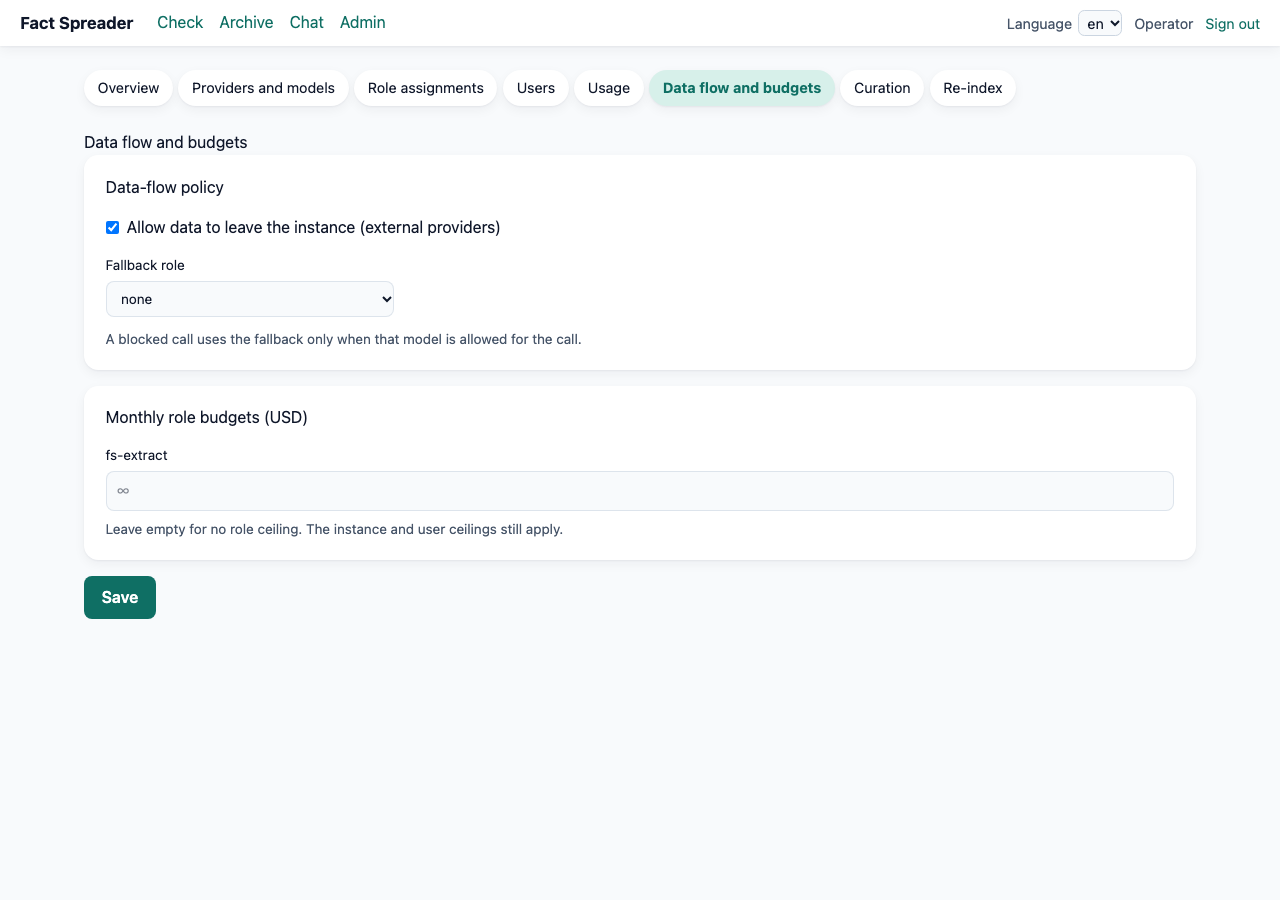 Fact Spreader Check Archive Chat Admin Language en Operator Sign out
Overview Providers and models Role assignments Users Usage Data flow and budgets Curation Re-index
Data flow and budgets
Data-flow policy
Allow data to leave the instance (external providers)
Fallback role
none
A blocked call uses the fallback only when that model is allowed for the call.
Monthly role budgets (USD)
fs-extract
∞
Leave empty for no role ceiling. The instance and user ceilings still apply.
Save